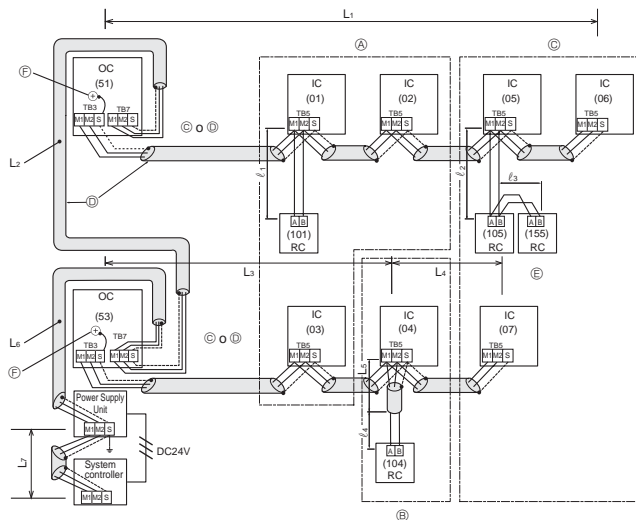 L1
Ⓐ
Ⓒ
Ⓕ
OC
(51)
TB3 TB7
M1 M2 S M1 M2 S
IC
(01)
TB5
M1 M2 S
IC
(02)
TB5
M1 M2 S
IC
(05)
TB5
M1 M2 S
IC
(06)
TB5
M1 M2 S
Ⓒ o Ⓓ
L2
Ⓓ
ℓ1
ℓ2
ℓ3
A B
(101)
RC
A B
(105)
RC
A B
(155)
RC
Ⓔ
L3
L4
OC
(53)
TB3 TB7
M1 M2 S M1 M2 S
IC
(03)
TB5
M1 M2 S
IC
(04)
TB5
M1 M2 S
IC
(07)
TB5
M1 M2 S
L6
Ⓒ o Ⓓ
Ⓕ
L5
ℓ4
Power Supply
Unit
M1 M2 S
DC24V
L7
System
controller
M1 M2 S
A B
(104)
RC
Ⓑ